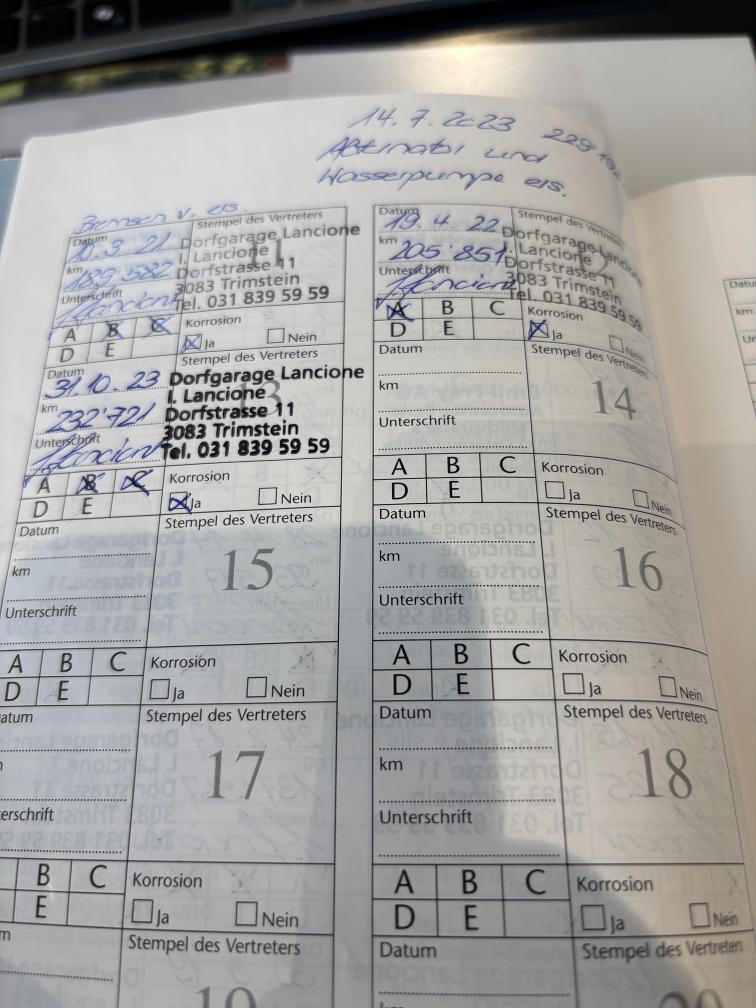 14.7.2023
Alternator und
Wasserpumpe ers.
Bremsen v. ers.
Datum Stempel des Vertreters
10.3 21 Dorfgarage Lancione
km I. Lancione
189'582 Dorfstrasse 11
Unterschrift 3083 Trimstein
Tel. 031 839 59 59
A B C Korrosion
D E Ja Nein
Datum Stempel des Vertreters
19.4.22 Dorfgarage Lancione
km I. Lancione
205'851 Dorfstrasse 11
Unterschrift 3083 Trimstein
Tel. 031 839 59 59
A B C Korrosion
D E Ja Nein
Datum Stempel des Vertreters
31.10.23 Dorfgarage Lancione
13
km I. Lancione
232'721 Dorfstrasse 11
Unterschrift 3083 Trimstein
Tel. 031 839 59 59
A B C Korrosion
D E Ja Nein
Datum Stempel des Vertreters
km 14
Unterschrift
A B C Korrosion
D E Ja Nein
Datum Stempel des Vertreters
km 15
Unterschrift
A B C Korrosion
D E Ja Nein
Datum Stempel des Vertreters
km 16
Unterschrift
A B C Korrosion
D E Ja Nein
atum Stempel des Vertreters
17
erschrift
B C Korrosion
E Ja Nein
Datum Stempel des Vertreters
km 18
Unterschrift
A B C Korrosion
D E Ja Nein
m Stempel des Vertreters
Datum Stempel des Vertreters
km
Datu
km